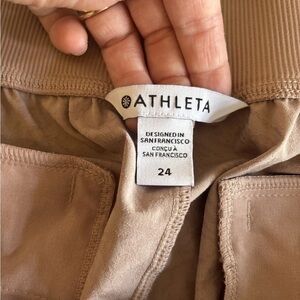 ATHLETA
DESIGNED IN
SAN FRANCISCO
CONÇU À
SAN FRANCISCO
24